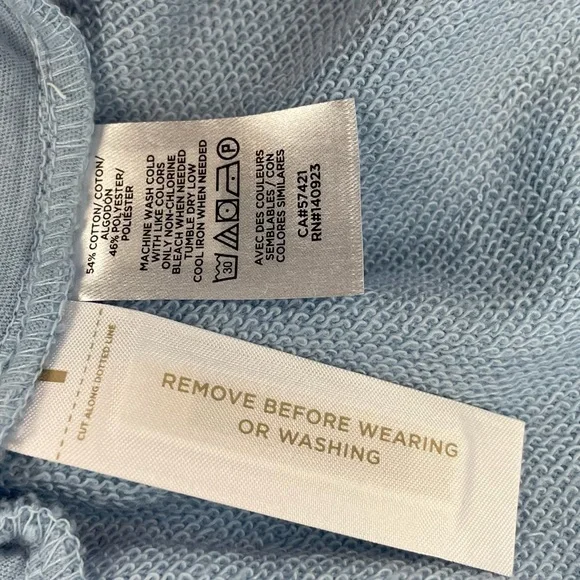 54% COTTON/COTON/
ALGODÓN
46% POLYESTER/
POLIÉSTER
MACHINE WASH COLD
WITH LIKE COLORS
ONLY NON-CHLORINE
BLEACH WHEN NEEDED
TUMBLE DRY LOW
COOL IRON WHEN NEEDED
30
P
AVEC DES COULEURS
SEMBLABLES / CON
COLORES SIMILARES
CA#57421
RN#140923
CUT ALONG DOTTED LINE
REMOVE BEFORE WEARING
OR WASHING